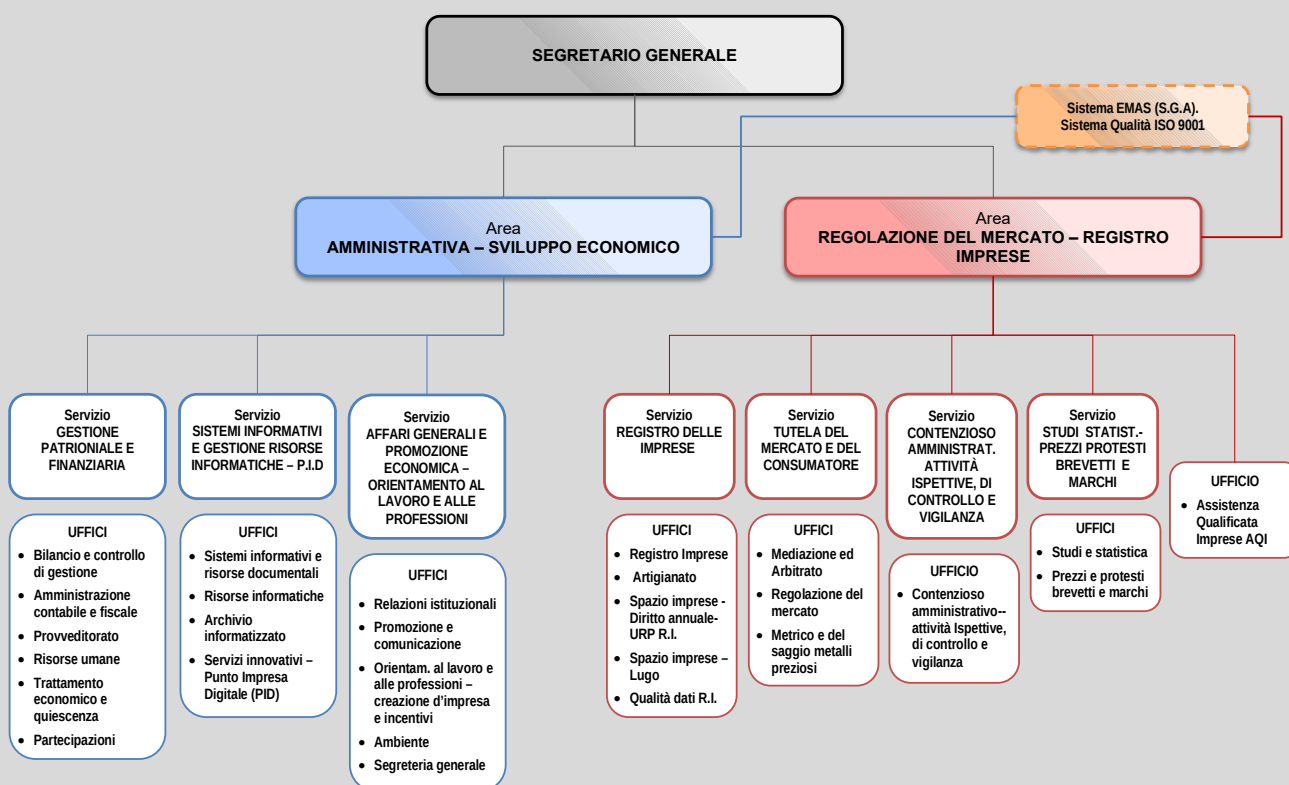 SEGRETARIO GENERALE
Sistema EMAS (S.G.A).
Sistema Qualità ISO 9001
Area
AMMINISTRATIVA – SVILUPPO ECONOMICO
Area
REGOLAZIONE DEL MERCATO – REGISTRO
IMPRESE
Servizio
GESTIONE
PATRIONIALE E
FINANZIARIA
UFFICI
• Bilancio e controllo
di gestione
• Amministrazione
contabile e fiscale
• Provveditorato
• Risorse umane
• Trattamento
economico e
quiescenza
• Partecipazioni
Servizio
SISTEMI INFORMATIVI
E GESTIONE RISORSE
INFORMATICHE – P.I.D
UFFICI
• Sistemi informativi e
risorse documentali
• Risorse informatiche
• Archivio
informatizzato
• Servizi innovativi –
Punto Impresa
Digitale (PID)
Servizio
AFFARI GENERALI E
PROMOZIONE
ECONOMICA –
ORIENTAMENTO AL
LAVORO E ALLE
PROFESSIONI
UFFICI
• Relazioni istituzionali
• Promozione e
comunicazione
• Orientam. al lavoro e
alle professioni –
creazione d'impresa
e incentivi
• Ambiente
• Segreteria generale
Servizio
REGISTRO DELLE
IMPRESE
UFFICI
• Registro Imprese
• Artigianato
• Spazio imprese -
Diritto annuale-
URP R.I.
• Spazio imprese –
Lugo
• Qualità dati R.I.
Servizio
TUTELA DEL
MERCATO E DEL
CONSUMATORE
UFFICI
• Mediazione ed
Arbitrato
• Regolazione del
mercato
• Metrico e del
saggio metalli
preziosi
Servizio
CONTENZIOSO
AMMINISTRAT.
ATTIVITÀ
ISPETTIVE, DI
CONTROLLO E
VIGILANZA
UFFICIO
• Contenzioso
amministrativo--
attività Ispettive,
di controllo e
vigilanza
Servizio
STUDI STATIST.-
PREZZI PROTESTI
BREVETTI E
MARCHI
UFFICI
• Studi e statistica
• Prezzi e protesti
brevetti e marchi
UFFICIO
• Assistenza
Qualificata
Imprese AQI